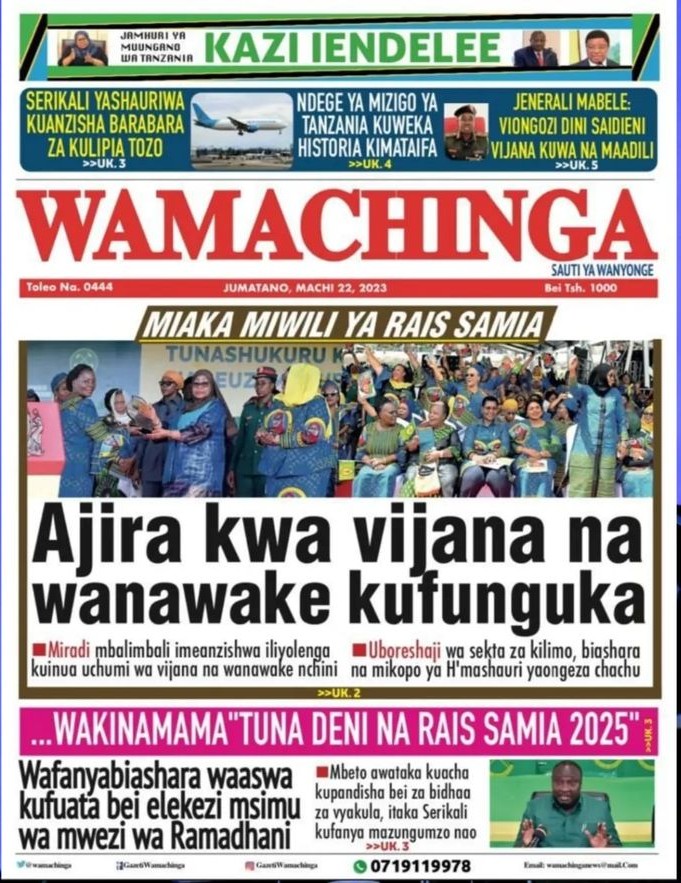 JAMHURI YA
MUUNGANO
WA TANZANIA
KAZI IENDELEE
SERIKALI YASHAURIWA
KUANZISHA BARABARA
ZA KULIPIA TOZO
>>UK. 3
NDEGE YA MIZIGO YA
TANZANIA KUWEKA
HISTORIA KIMATAIFA
>>UK. 4
JENERALI MABELE:
VIONGOZI DINI SAIDIENI
VIJANA KUWA NA MAADILI
>>UK. 5
WAMACHINGA
SAUTI YA WANYONGE
Toleo Na. 0444
JUMATANO, MACHI 22, 2023
Bei Tsh. 1000
MIAKA MIWILI YA RAIS SAMIA
TUNASHUKURU K
Ajira kwa vijana na
wanawake kufunguka
Miradi mbalimbali imeanzishwa iliyolenga
kuinua uchumi wa vijana na wanawake nchini
Uboreshaji wa sekta za kilimo, biashara
na mikopo ya H'mashauri yaongeza chachu
>>UK. 2
...WAKINAMAMA"TUNA DENI NA RAIS SAMIA 2025"
>>UK. 3
Wafanyabiashara waaswa
kufuata bei elekezi msimu
wa mwezi wa Ramadhani
Mbeto awataka kuacha
kupandisha bei za bidhaa
za vyakula, itaka Serikali
kufanya mazungumzo nao
>>UK. 3
@wamachinga
GazetiWamachinga
GazetiWamachinga
0719119978
Email: wamachinganews@mail.Com